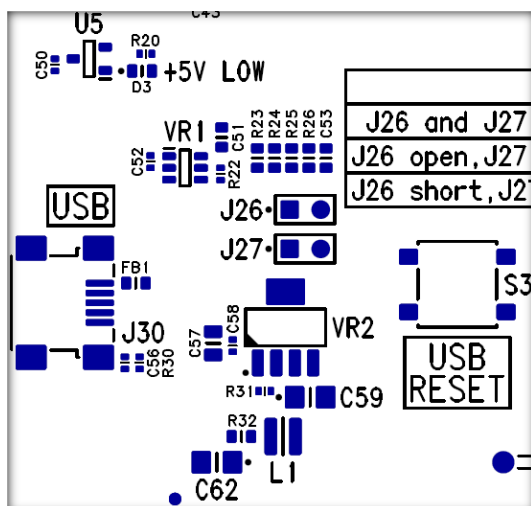 C43
U5
R20
C50
D3
+5V LOW
VR1
C52
C51
R22
R23
R24
R25
R26
C53
J26 and J27
J26 open,J27
J26 short,J27
USB
J26
J27
FB1
S3
J30
C56
R30
C57
C58
VR2
USB
RESET
R31
C59
R32
L1
C62